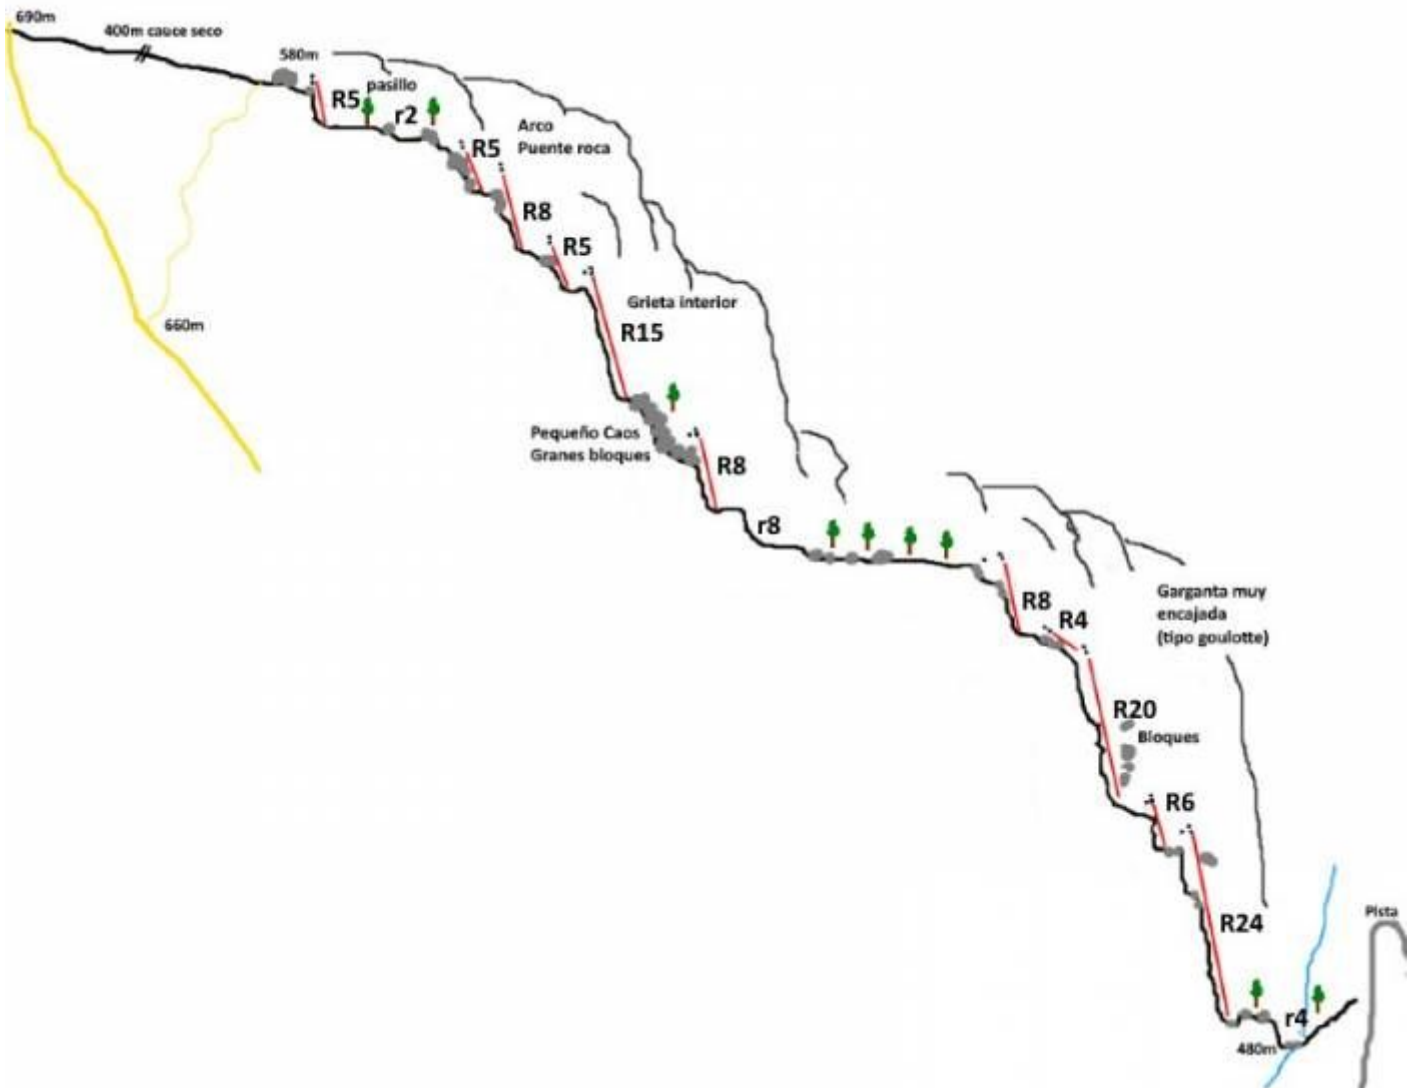 690m
400m cauce seco
580m
R5
pasillo
r2
R5
Arco
Puente roca
R8
R5
660m
Grieta interior
R15
Pequeño Caos
Granes bloques
R8
r8
R8
R4
Garganta muy
encajada
(tipo goulotte)
R20
Bloques
R6
R24
Pista
r4
480m